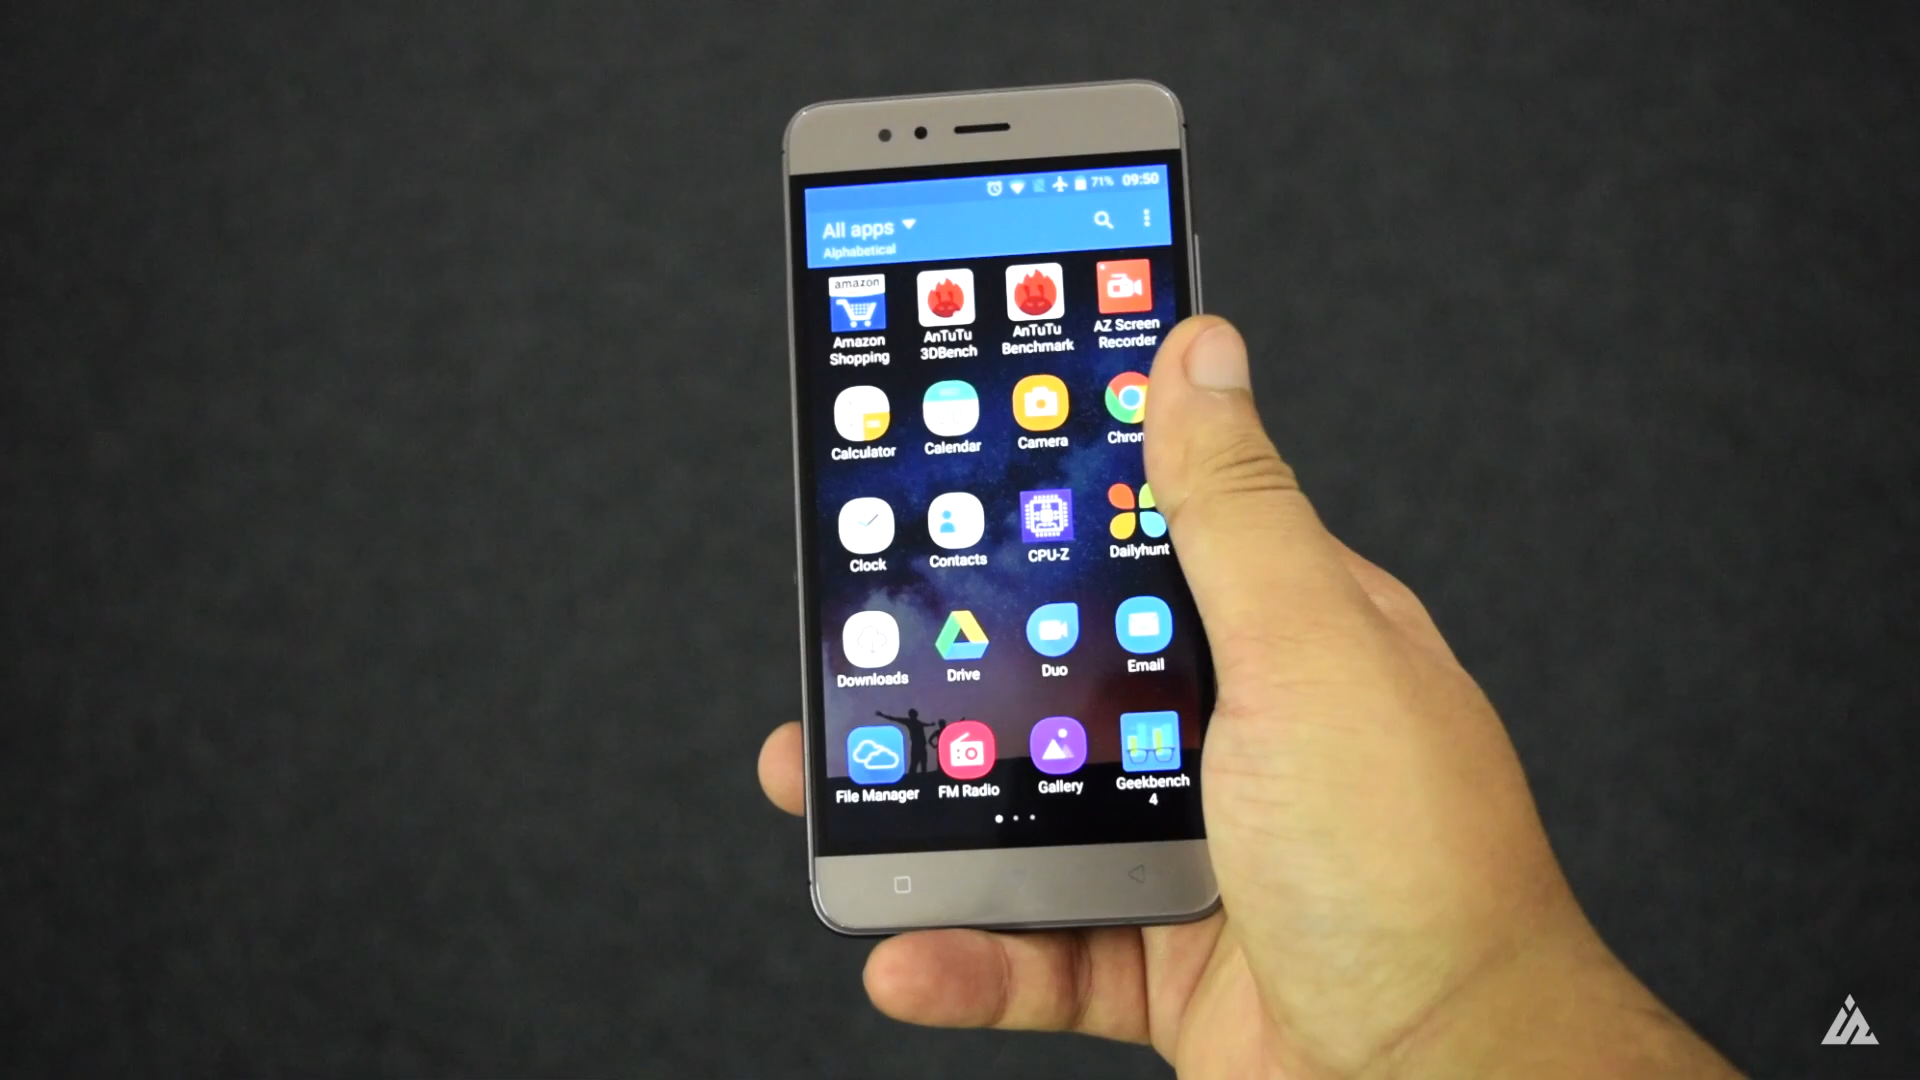 71% 09:50
All apps
Alphabetical
amazon
Amazon Shopping
AnTuTu 3DBench
AnTuTu Benchmark
AZ Screen Recorder
Calculator
Calendar
Camera
Chrom
Clock
Contacts
CPU-Z
Dailyhunt
Downloads
Drive
Duo
Email
File Manager
FM Radio
Gallery
Geekbench 4